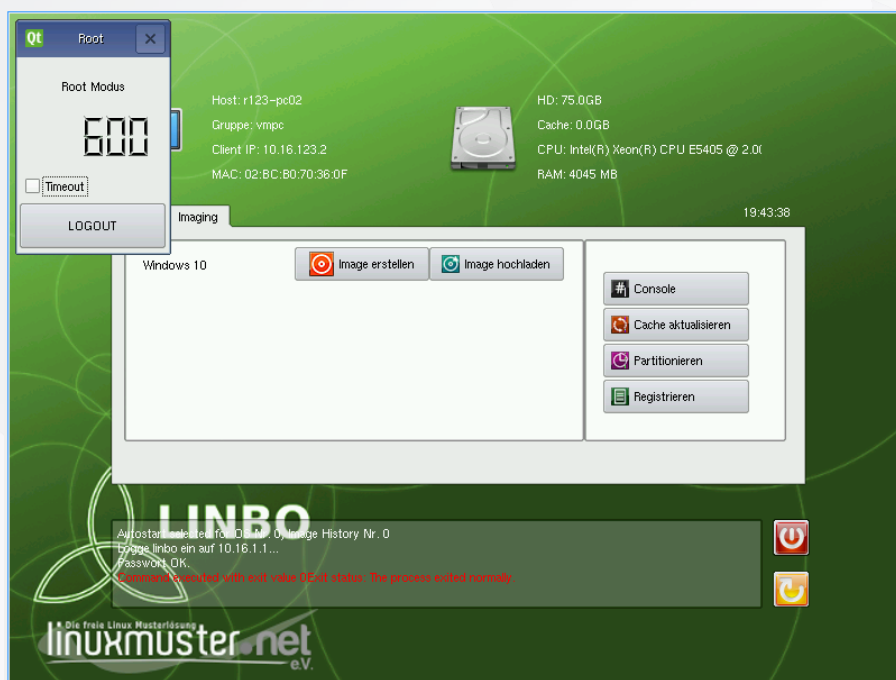 Qt Root
Root Modus
600
Timeout
LOGOUT
Host: r123-pc02
Gruppe: vmpc
Client IP: 10.16.123.2
MAC: 02:BC:B0:70:36:0F
HD: 75.0GB
Cache: 0.0GB
CPU: Intel(R) Xeon(R) CPU E5405 @ 2.0(
RAM: 4045 MB
Imaging
19:43:38
Windows 10
Image erstellen
Image hochladen
Console
Cache aktualisieren
Partitionieren
Registrieren
LINBO
Autostart selected for OS Nr. 0, Image History Nr. 0
Logge linbo ein auf 10.16.1.1...
Passwort OK.
Command executed with exit value 0Exit status: The process exited normally.
Die freie Linux Musterlösung
linuxmuster.net
e.V.